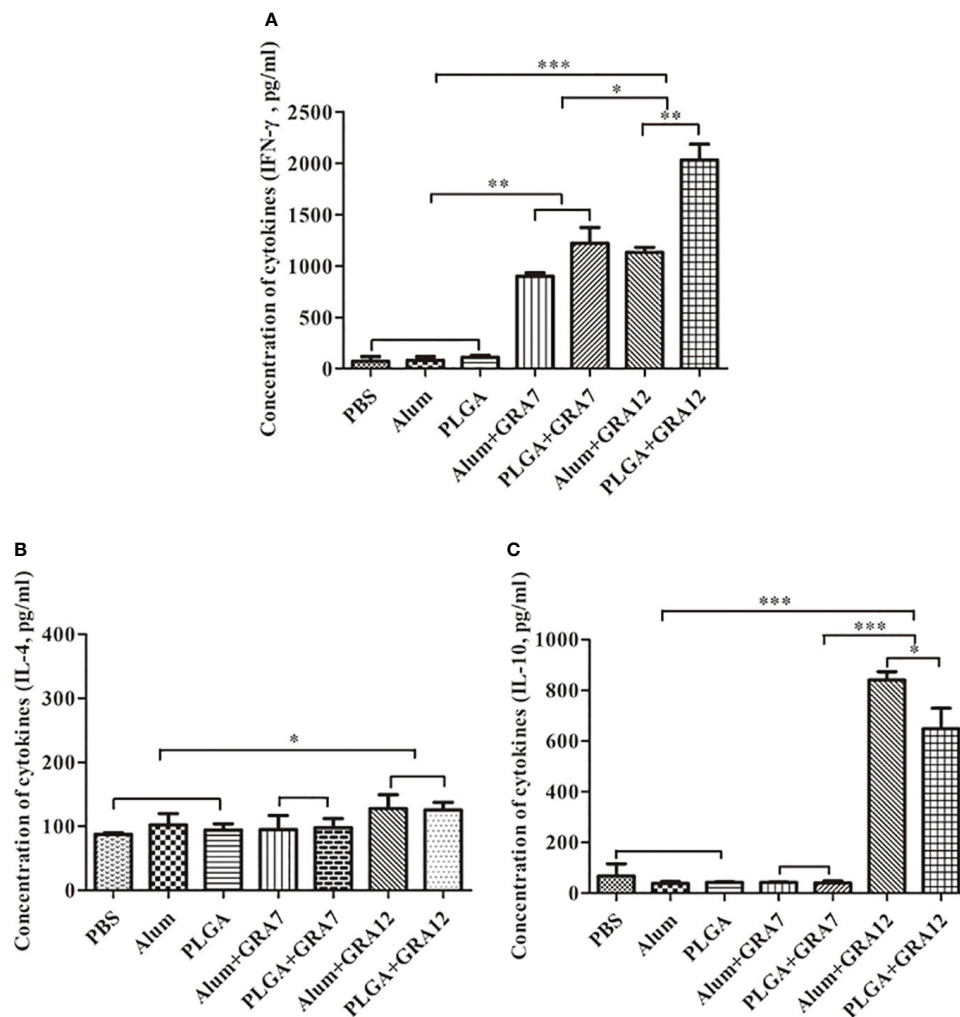 A
Concentration of cytokines (IFN-γ , pg/ml)
2500
2000
1500
1000
500
0
***
*
**
**
PBS
Alum
PLGA
Alum+GRA7
PLGA+GRA7
Alum+GRA12
PLGA+GRA12
B
Concentration of cytokines (IL-4, pg/ml)
400
300
200
100
0
*
PBS
Alum
PLGA
Alum+GRA7
PLGA+GRA7
Alum+GRA12
PLGA+GRA12
C
Concentration of cytokines (IL-10, pg/ml)
1000
800
600
400
200
0
***
***
*
PBS
Alum
PLGA
Alum+GRA7
PLGA+GRA7
Alum+GRA12
PLGA+GRA12